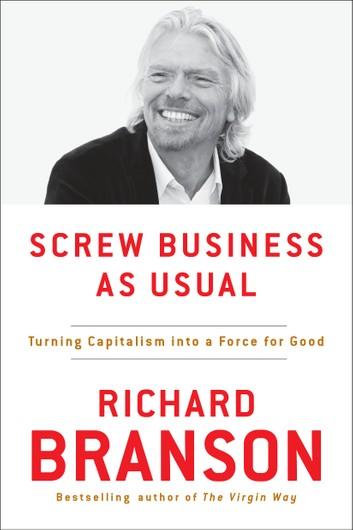 SCREW BUSINESS
AS USUAL
Turning Capitalism into a Force for Good
RICHARD
BRANSON
Bestselling author of The Virgin Way